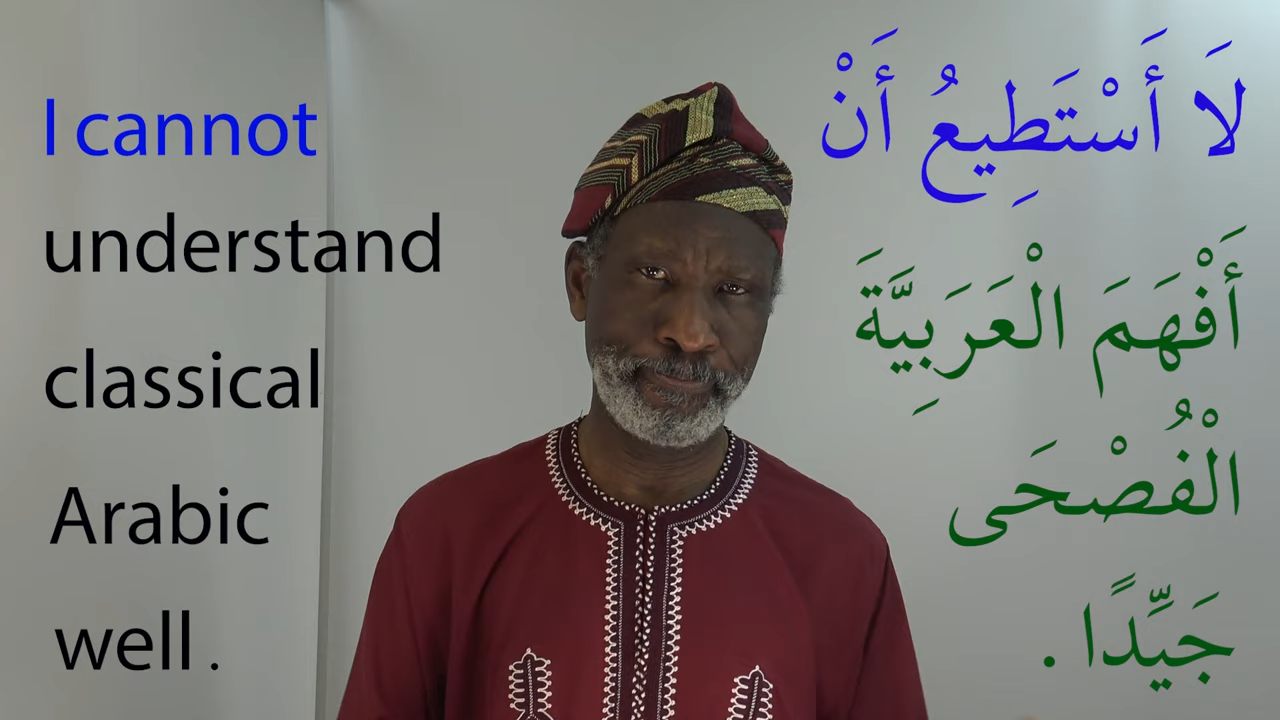 I cannot
understand
classical
Arabic
well .
لَا أَسْتَطِيعُ أَنْ
أَفْهَمَ الْعَرَبِيَّةَ
الْفُصْحَى
جَيِّدًا .